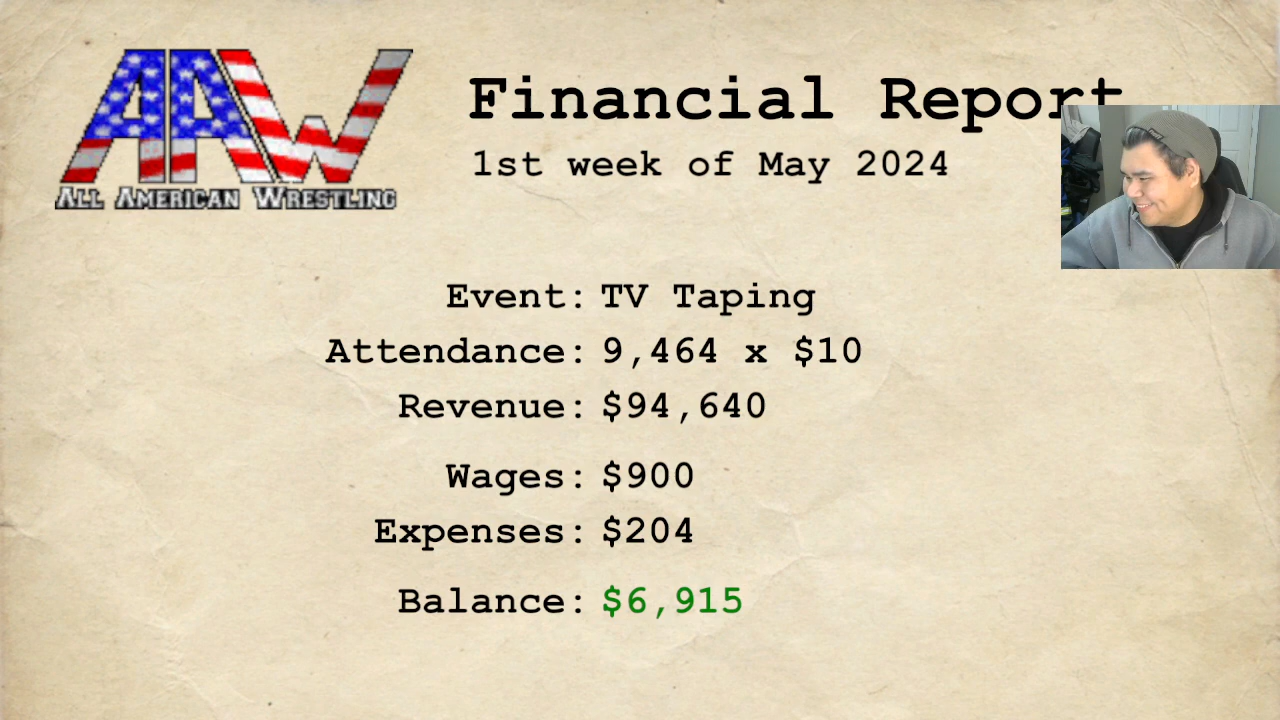 AAW
ALL AMERICAN WRESTLING
Financial Report
1st week of May 2024
Event: TV Taping
Attendance: 9,464 x $10
Revenue: $94,640
Wages: $900
Expenses: $204
Balance: $6,915